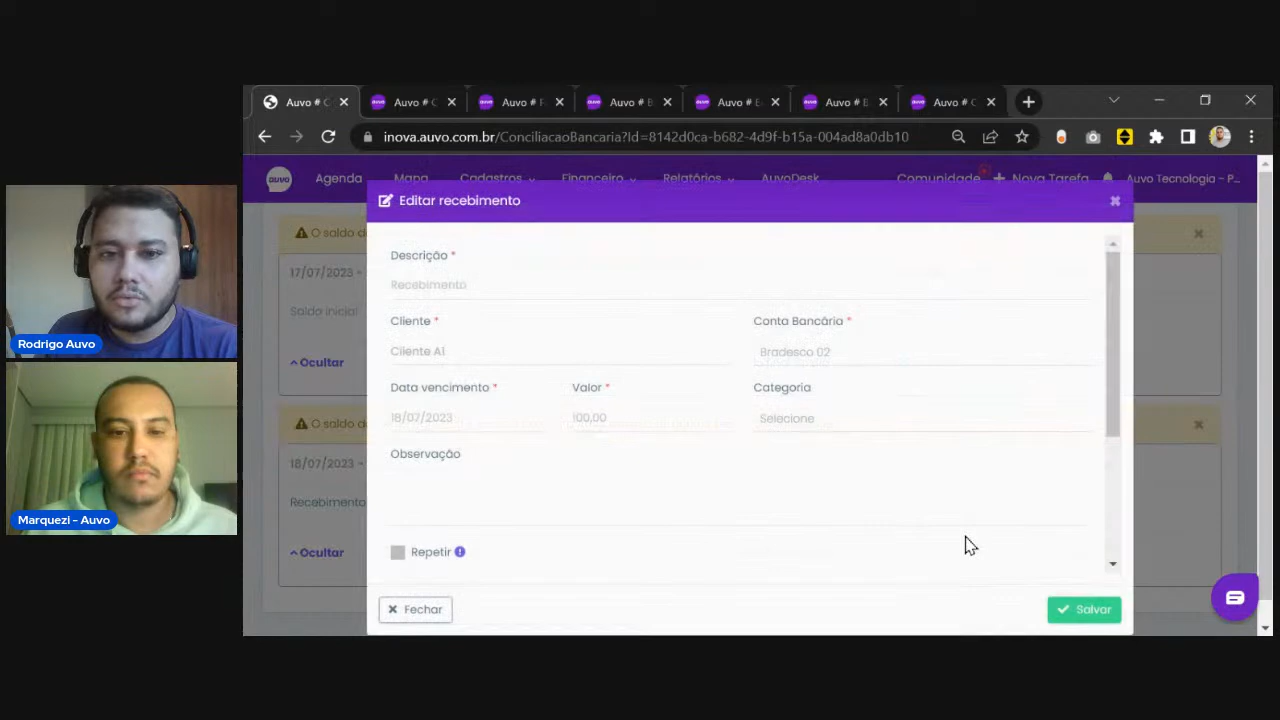 Auvo # C
Auvo # C
Auvo # F
Auvo # E
Auvo # E
Auvo # E
Auvo # C
inova.auvo.com.br/ConciliacaoBancaria?Id=8142d0ca-b682-4d9f-b15a-004ad8a0db10
auvo
Agenda
Mapa
Cadastros
Financeiro
Relatórios
AuvoDesk
Comunidade
Nova Tarefa
Auvo Tecnologia - P...
Editar recebimento
O saldo d
17/07/2023 -
Saldo inicial
Ocultar
O saldo d
18/07/2023 -
Recebimento
Ocultar
Descrição *
Recebimento
Cliente *
Conta Bancária *
Cliente A1
Bradesco 02
Data vencimento *
Valor *
Categoria
18/07/2023
100,00
Selecione
Observação
Repetir
Fechar
Salvar
Rodrigo Auvo
Marquezi - Auvo